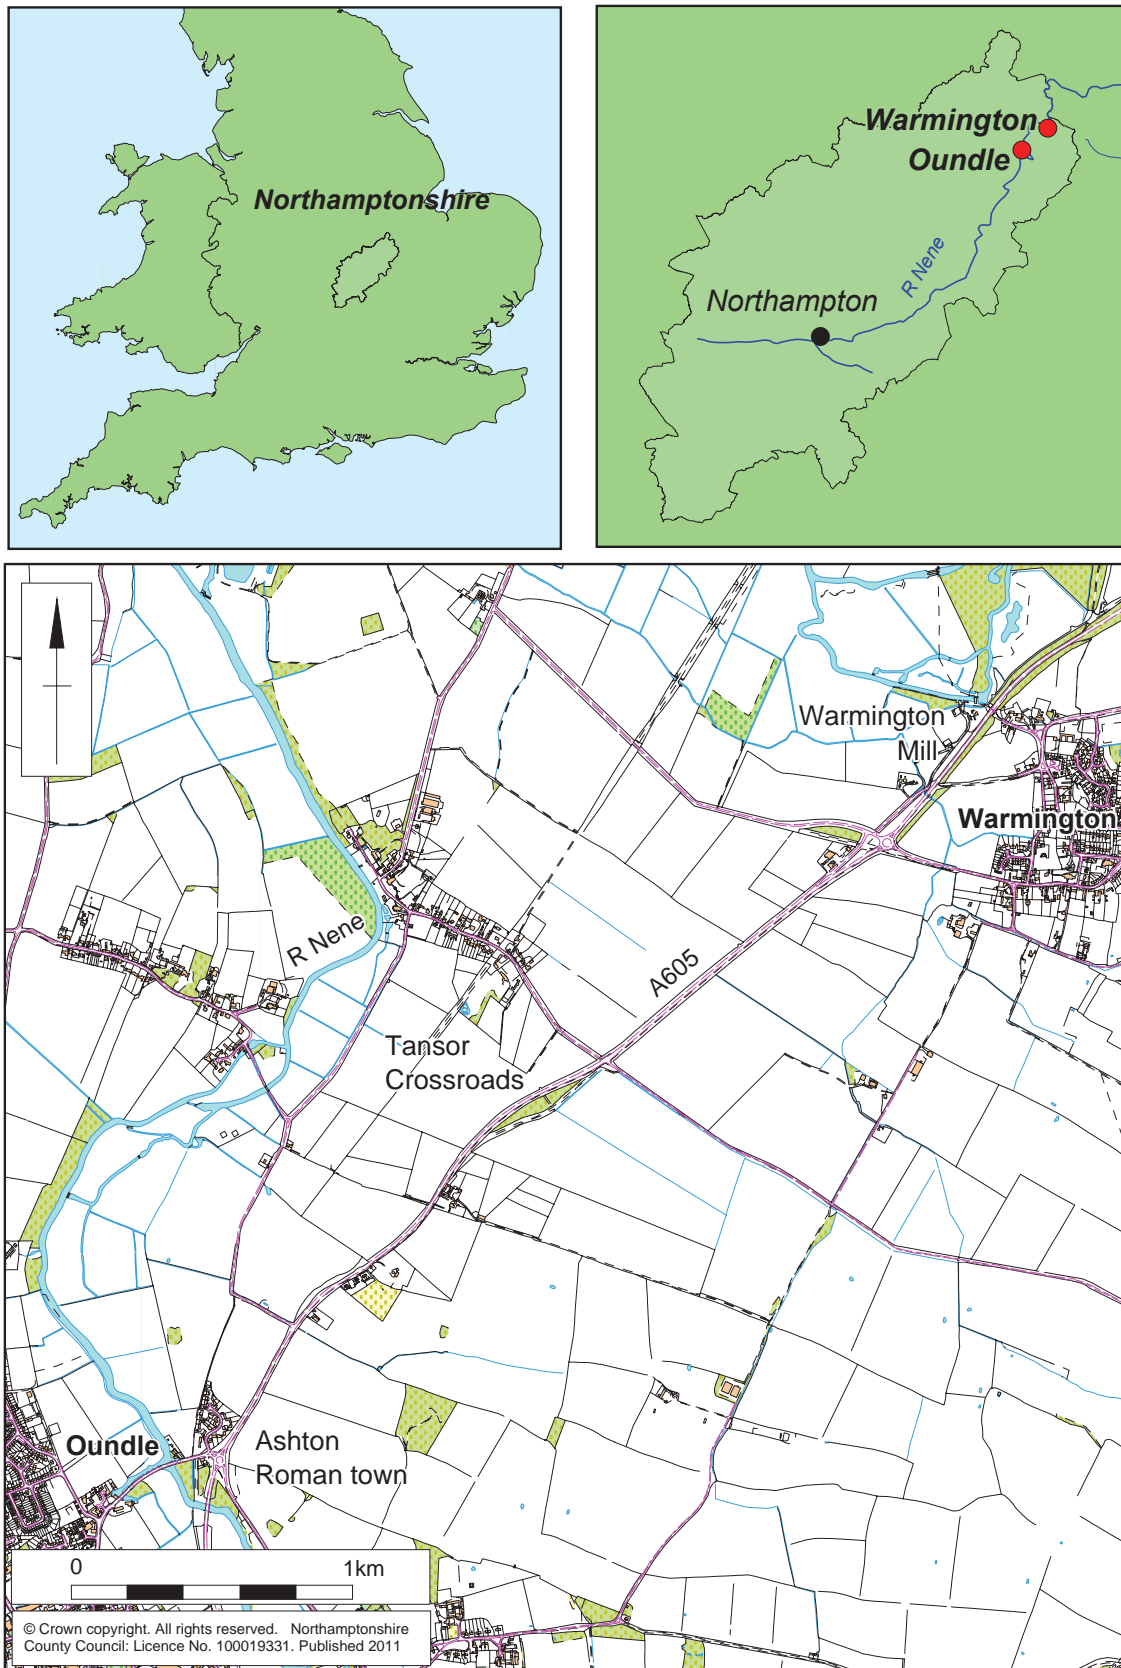 Northamptonshire
Warmington
Oundle
R Nene
Northampton
Warmington
Mill
Warmington
R Nene
A605
Tansor
Crossroads
Oundle
Ashton
Roman town
0 1km
© Crown copyright. All rights reserved. Northamptonshire
County Council: Licence No. 100019331. Published 2011